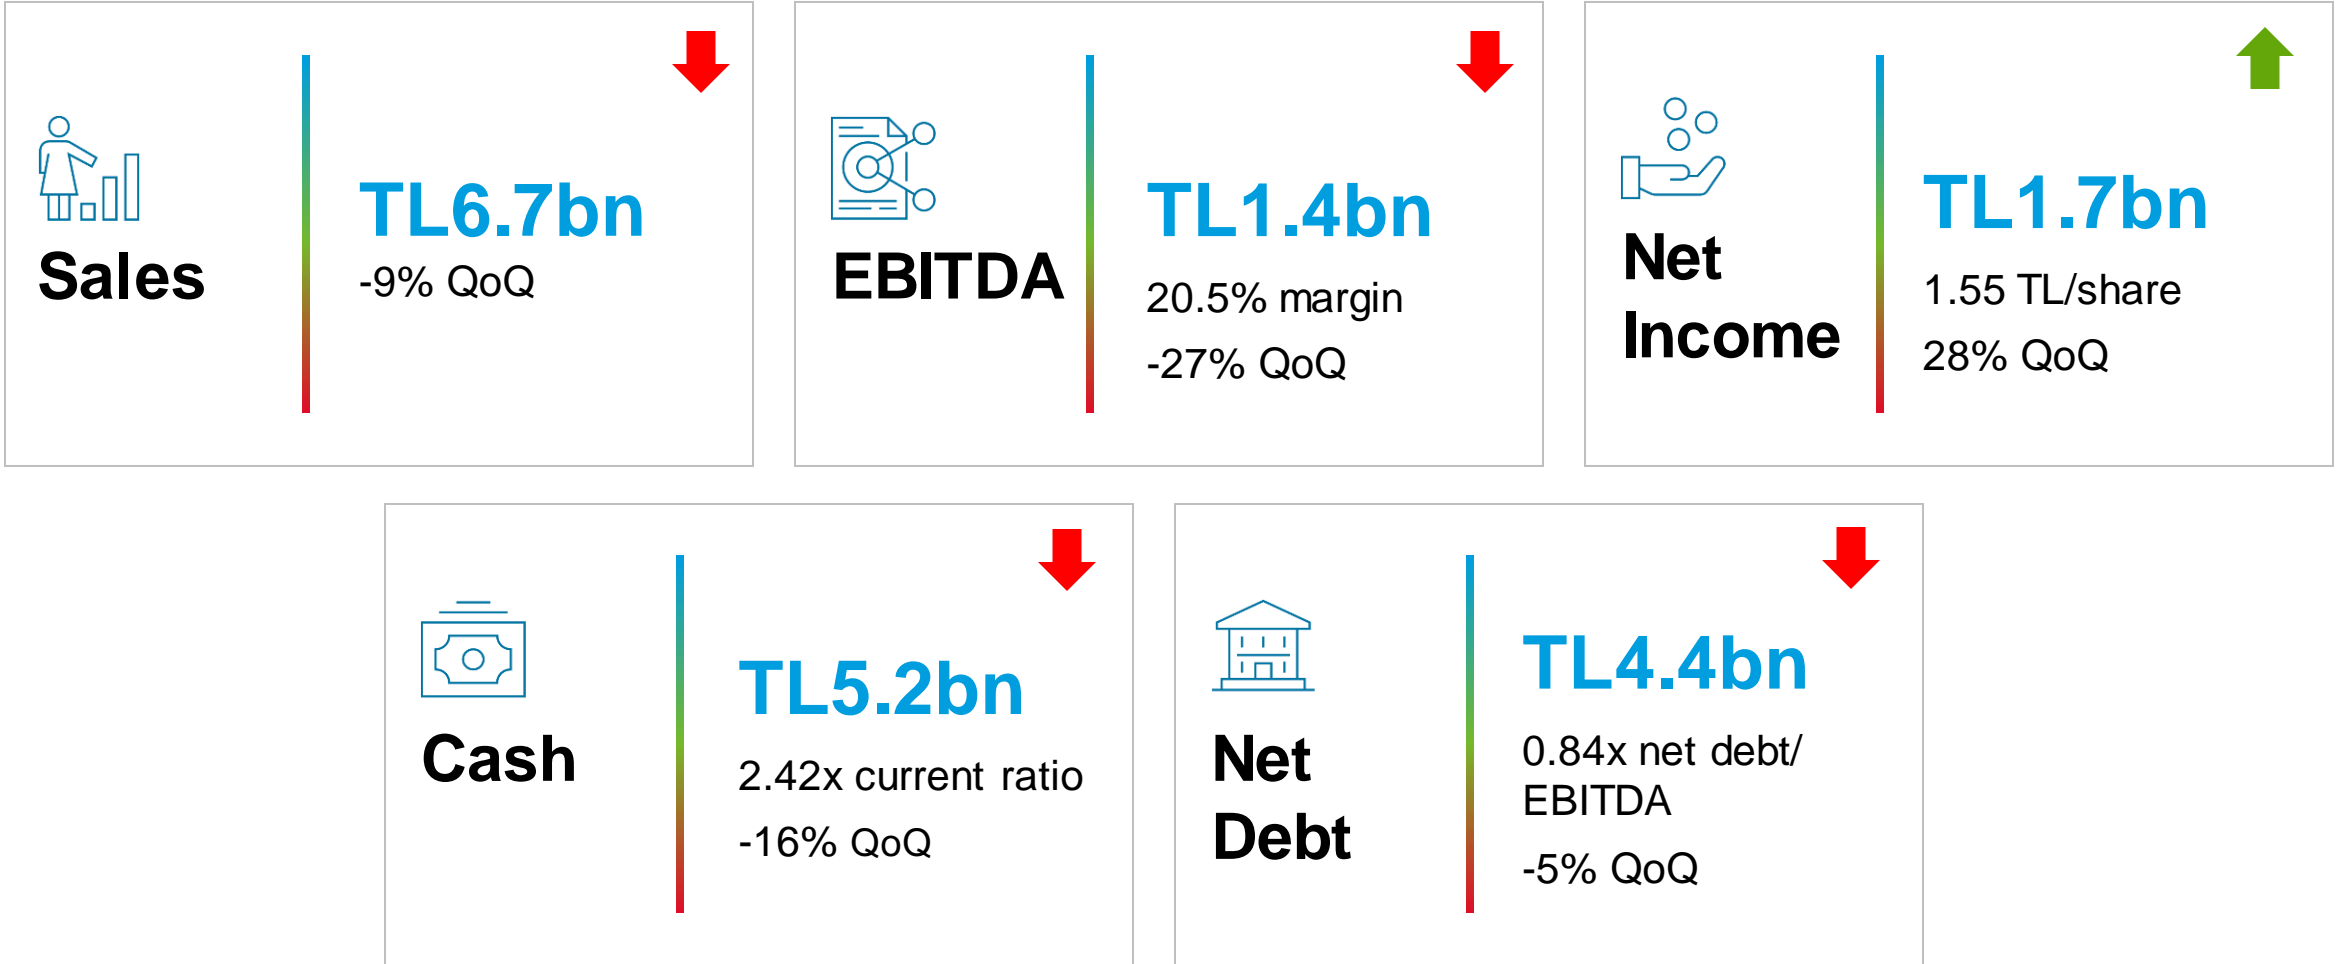 Sales
TL6.7bn
-9% QoQ
EBITDA
TL1.4bn
20.5% margin
-27% QoQ
Net
Income
TL1.7bn
1.55 TL/share
28% QoQ
Cash
TL5.2bn
2.42x current ratio
-16% QoQ
Net
Debt
TL4.4bn
0.84x net debt/
EBITDA
-5% QoQ